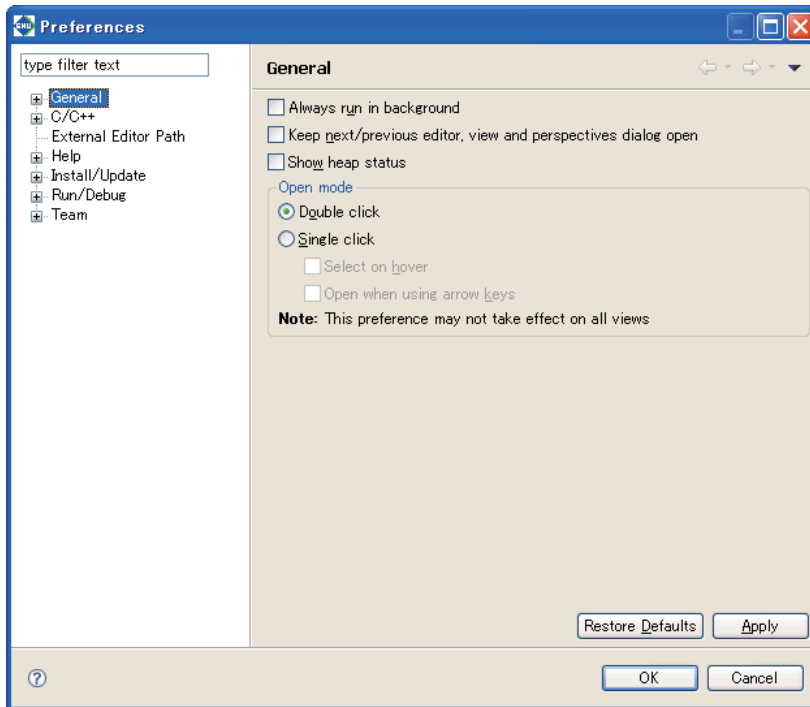 GNU Preferences
type filter text
General
C/C++
External Editor Path
Help
Install/Update
Run/Debug
Team
General
Always run in background
Keep next/previous editor, view and perspectives dialog open
Show heap status
Open mode
Double click
Single click
Select on hover
Open when using arrow keys
Note: This preference may not take effect on all views
Restore Defaults Apply
? OK Cancel